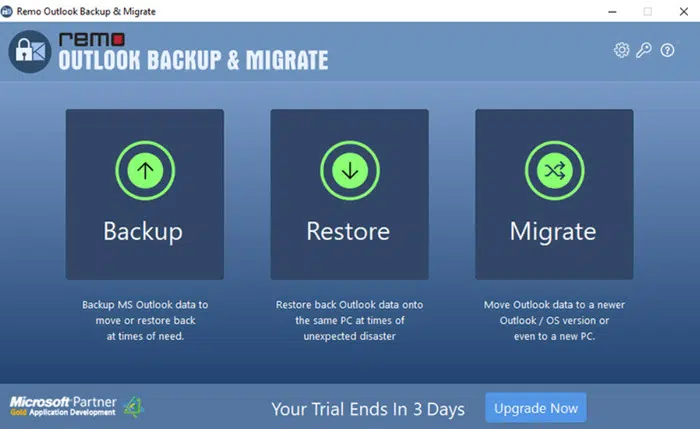 Remo Outlook Backup & Migrate
remo
OUTLOOK BACKUP & MIGRATE
Backup
Restore
Migrate
Backup MS Outlook data to
move or restore back
at times of need.
Restore back Outlook data onto
the same PC at times of
unexpected disaster
Move Outlook data to a newer
Outlook / OS version or
even to a new PC.
Microsoft Partner
Gold Application Development
Your Trial Ends In 3 Days
Upgrade Now